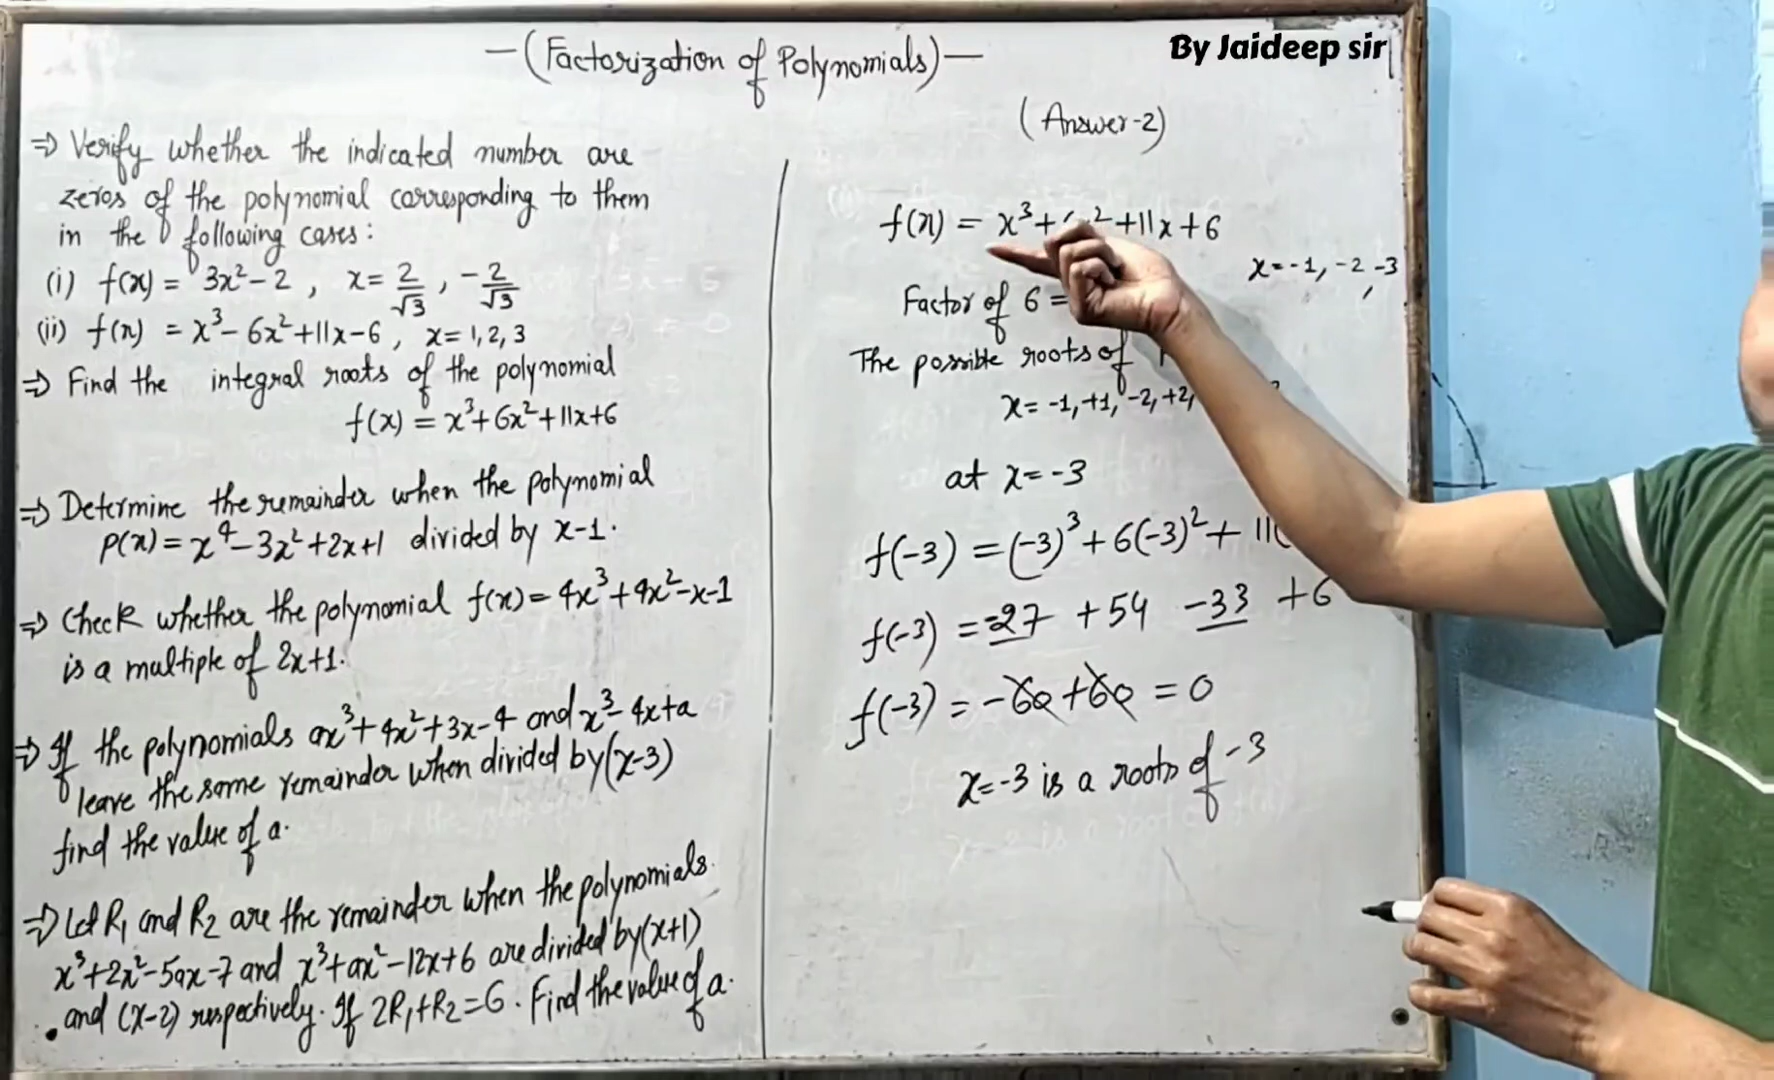 -(Factorization of Polynomials)-
By Jaideep sir
⇒ Verify whether the indicated number are
zeros of the polynomial corresponding to them
in the following cases:
(i) f(x) = 3x²-2, x = 2/√3, -2/√3
(ii) f(x) = x³-6x²+11x-6, x=1,2,3
⇒ Find the integral roots of the polynomial
f(x) = x³+6x²+11x+6
⇒ Determine the remainder when the polynomial
P(x) = x⁴-3x²+2x+1 divided by x-1.
⇒ Check whether the polynomial f(x) = 4x³+4x²-x-1
is a multiple of 2x+1.
⇒ If the polynomials ax³+4x²+3x-4 and x³-4x+a
leave the same remainder when divided by (x-3)
find the value of a.
⇒ Let R₁ and R₂ are the remainder when the polynomials.
x³+2x²-5ax-7 and x³+ax²-12x+6 are divided by (x+1)
and (x-2) respectively. If 2R₁+R₂=6. Find the value of a.
(Answer-2)
f(x) = x³+ ² +11x+6
x=-1, -2, -3
Factor of 6 =
The possible roots of
x = -1, +1, -2, +2,
at x=-3
f(-3) = (-3)³+6(-3)²+ 11(
f(-3) = -27 +54 -33 +6
f(-3) = -60+60 = 0
x=-3 is a roots of -3